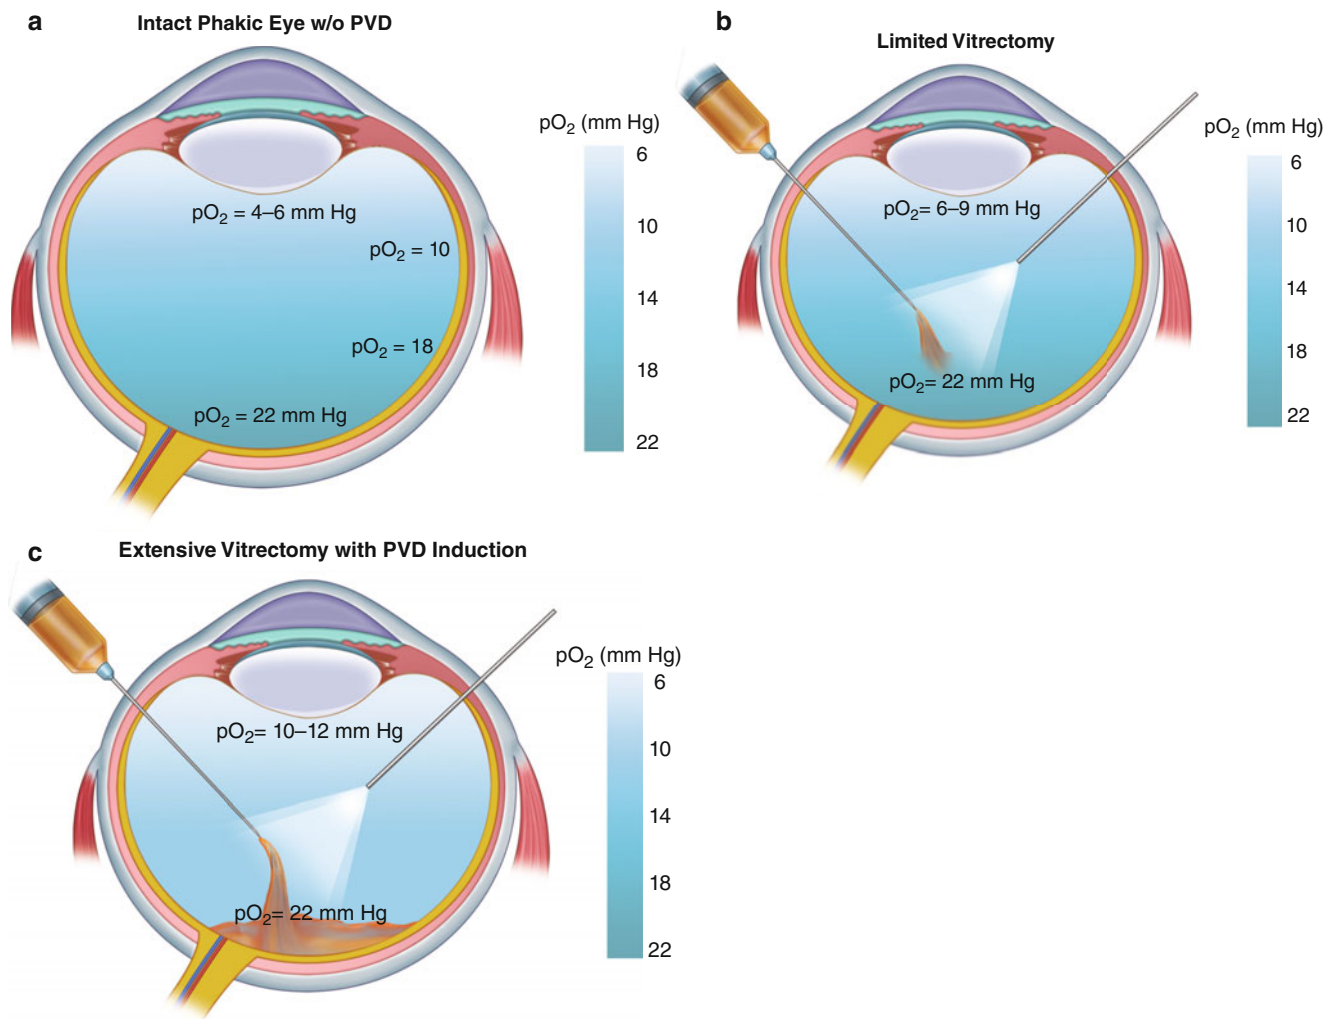 a
Intact Phakic Eye w/o PVD
pO₂ (mm Hg)
6
10
14
18
22
pO₂ = 4–6 mm Hg
pO₂ = 10
pO₂ = 18
pO₂ = 22 mm Hg
b
Limited Vitrectomy
pO₂ (mm Hg)
6
10
14
18
22
pO₂= 6–9 mm Hg
pO₂= 22 mm Hg
c
Extensive Vitrectomy with PVD Induction
pO₂ (mm Hg)
6
10
14
18
22
pO₂= 10–12 mm Hg
pO₂= 22 mm Hg